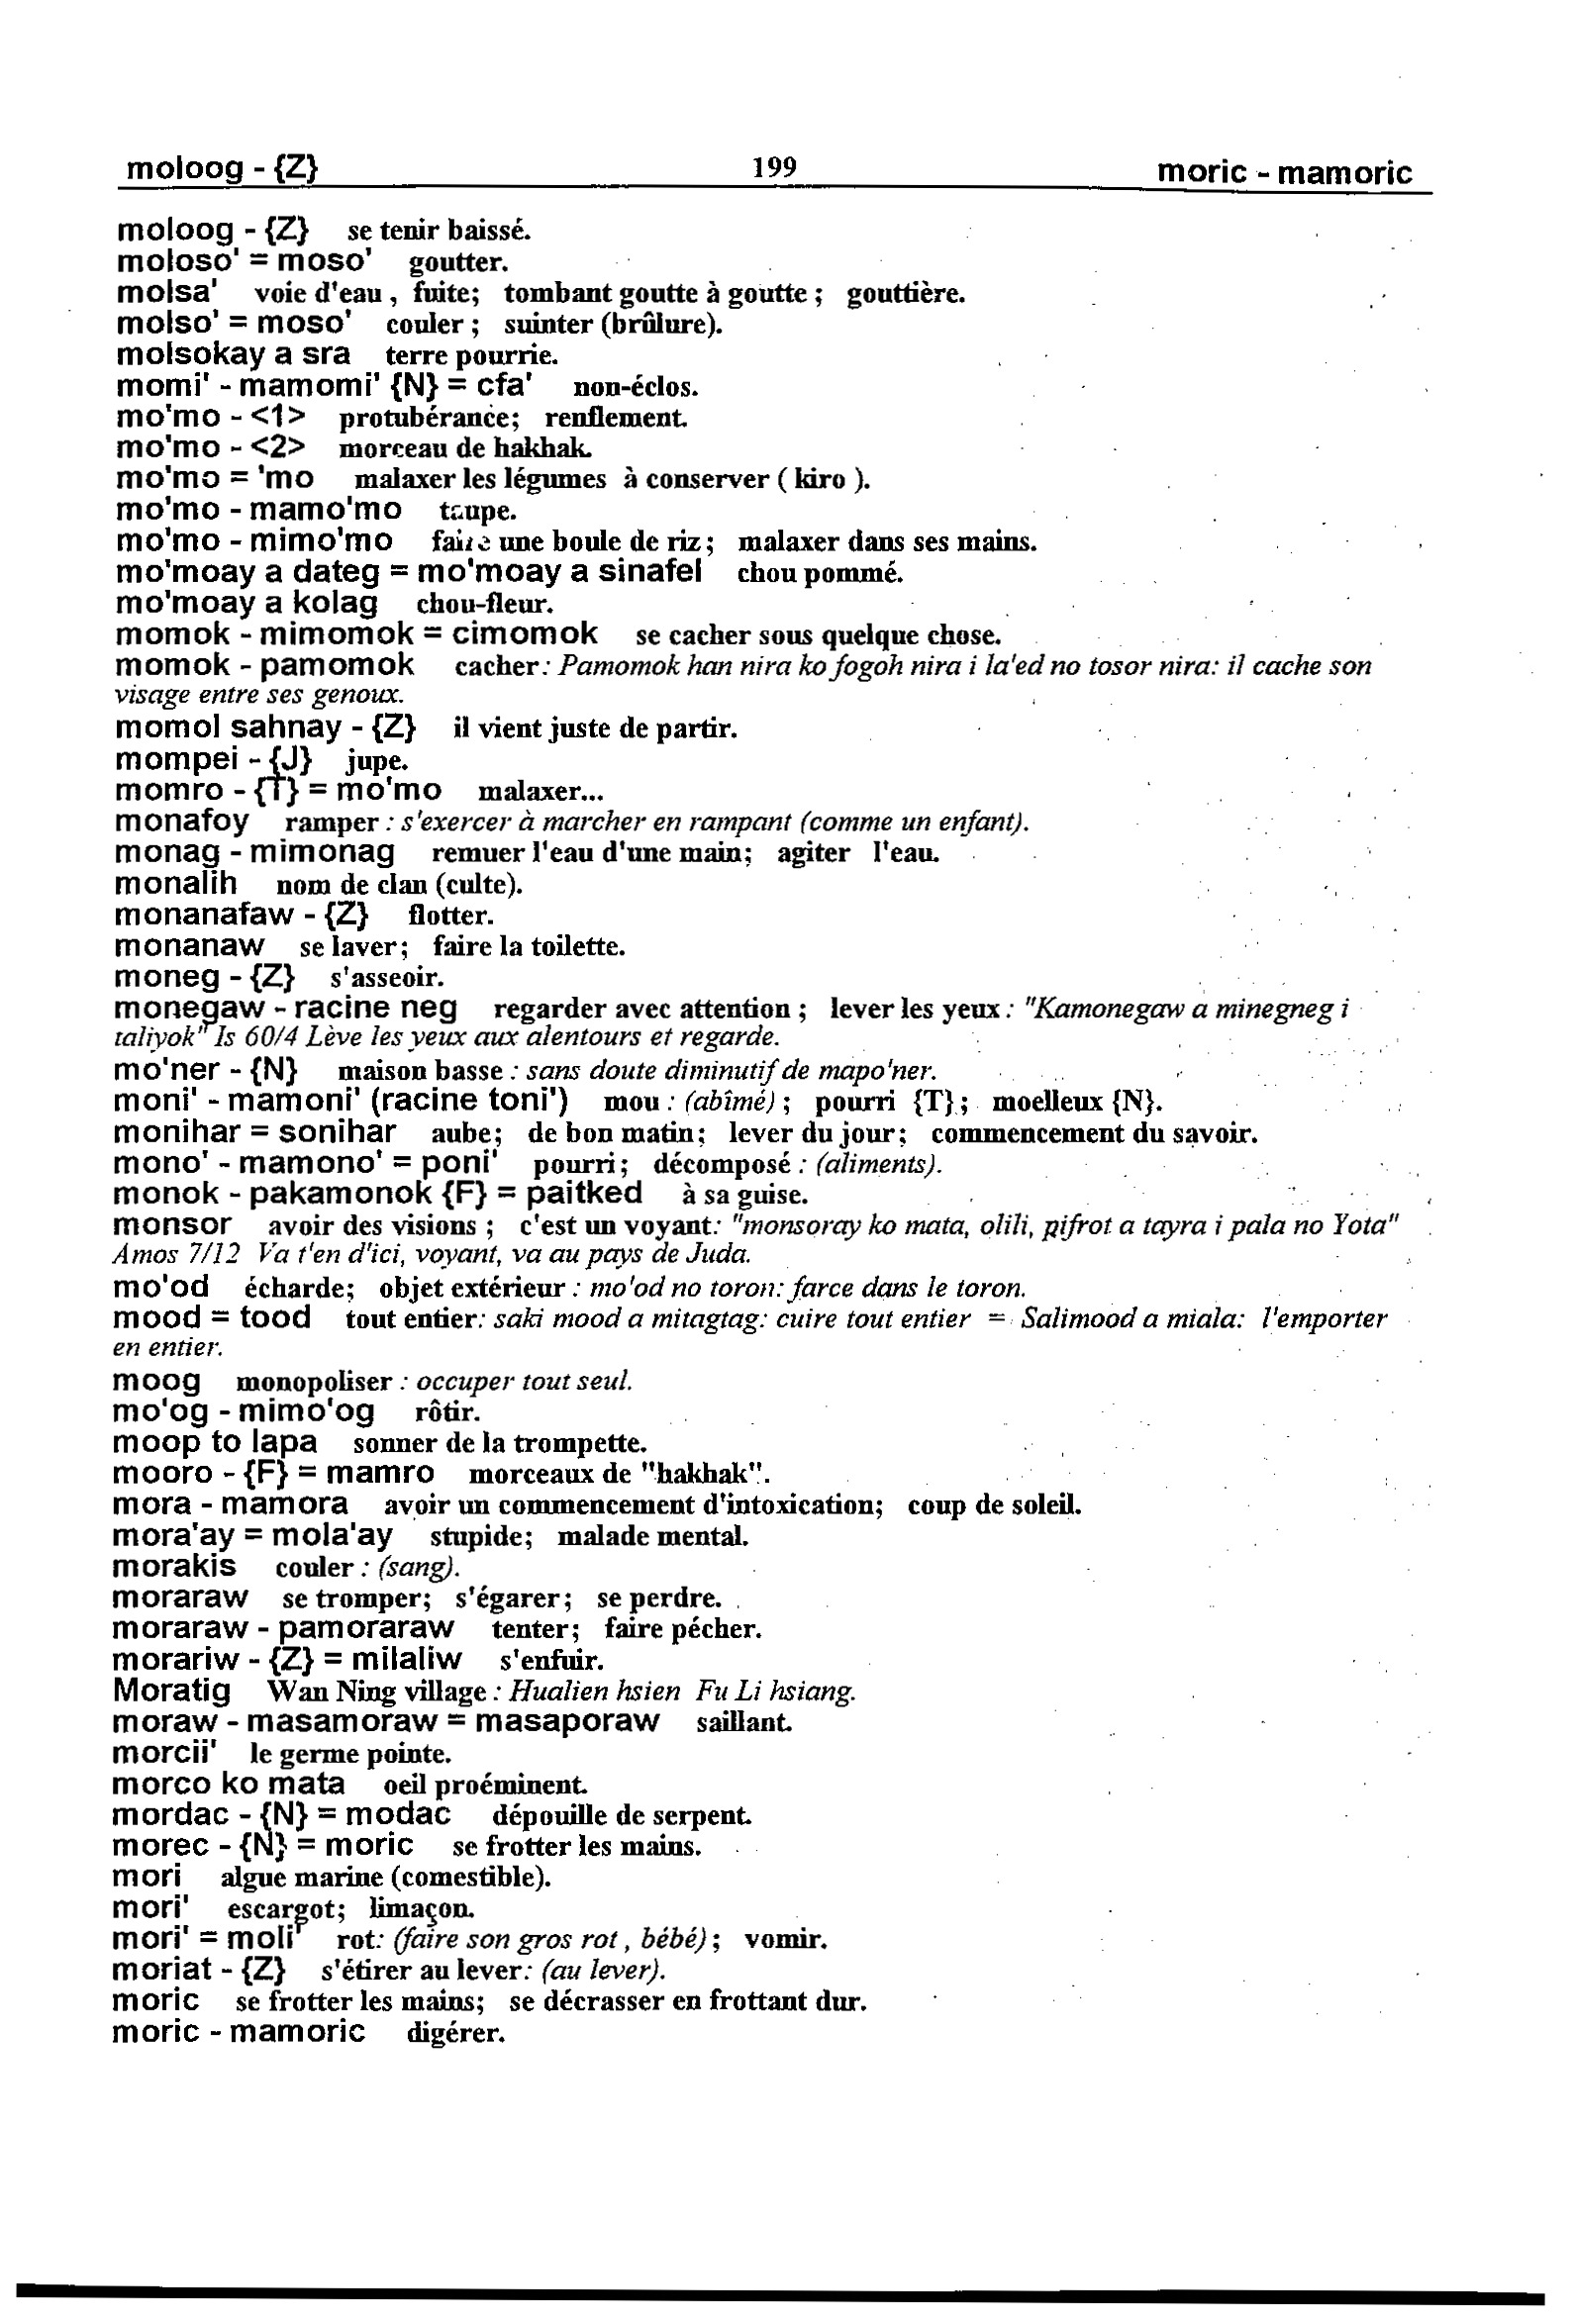 moloog - {Z} 199 moric - mamoric
moloog - {Z} se tenir baissé.
moloso' = moso' goutter.
molsa' voie d'eau , fuite; tombant goutte à goutte ; gouttière.
molso' = moso' couler ; suinter (brûlure).
molsokay a sra terre pourrie.
momi' - mamomi' {N} = cfa' non-éclos.
mo'mo - <1> protubérance; renflement.
mo'mo - <2> morceau de hakhak.
mo'mo = 'mo malaxer les légumes à conserver ( kiro ).
mo'mo - mamo'mo taupe.
mo'mo - mimo'mo faire une boule de riz ; malaxer dans ses mains.
mo'moay a dateg = mo'moay a sinafel chou pommé.
mo'moay a kolag chou-fleur.
momok - mimomok = cimomok se cacher sous quelque chose.
momok - pamomok cacher: Pamomok han nira ko fogoh nira i la'ed no tosor nira: il cache son
visage entre ses genoux.
momol sahnay - {Z} il vient juste de partir.
mompei - {J} jupe.
momro - {T} = mo'mo malaxer...
monafoy ramper : s'exercer à marcher en rampant (comme un enfant).
monag - mimonag remuer l'eau d'une main; agiter l'eau.
monalih nom de clan (culte).
monanafaw - {Z} flotter.
monanaw se laver; faire la toilette.
moneg - {Z} s'asseoir.
monegaw - racine neg regarder avec attention ; lever les yeux : "Kamonegaw a minegneg i
taliyok" Is 60/4 Lève les yeux aux alentours et regarde.
mo'ner - {N} maison basse : sans doute diminutif de mapo'ner.
moni' - mamoni' (racine toni') mou : (abîmé) ; pourri {T} ; moelleux {N}.
monihar = sonihar aube; de bon matin; lever du jour; commencement du savoir.
mono' - mamono' = poni' pourri; décomposé : (aliments).
monok - pakamonok {F} = paitked à sa guise.
monsor avoir des visions ; c'est un voyant: "monsoray ko mata, olili, pifrot a tayra i pala no Yota"
Amos 7/12 Va t'en d'ici, voyant, va au pays de Juda.
mo'od écharde; objet extérieur : mo'od no toron: farce dans le toron.
mood = tood tout entier: saki mood a mitagtag: cuire tout entier = Salimood a miala: l'emporter
en entier.
moog monopoliser : occuper tout seul.
mo'og - mimo'og rôtir.
moop to lapa sonner de la trompette.
mooro - {F} = mamro morceaux de "hakhak".
mora - mamora avoir un commencement d'intoxication; coup de soleil.
mora'ay = mola'ay stupide; malade mental.
morakis couler : (sang).
moraraw se tromper; s'égarer; se perdre.
moraraw - pamoraraw tenter; faire pécher.
morariw - {Z} = milaliw s'enfuir.
Moratig Wan Ning village : Hualien hsien Fu Li hsiang.
moraw - masamoraw = masaporaw saillant.
morcii' le germe pointe.
morco ko mata oeil proéminent.
mordac - {N} = modac dépouille de serpent.
morec - {N} = moric se frotter les mains.
mori algue marine (comestible).
mori' escargot; limaçon.
mori' = moli' rot: (faire son gros rot , bébé) ; vomir.
moriat - {Z} s'étirer au lever: (au lever).
moric se frotter les mains; se décrasser en frottant dur.
moric - mamoric digérer.